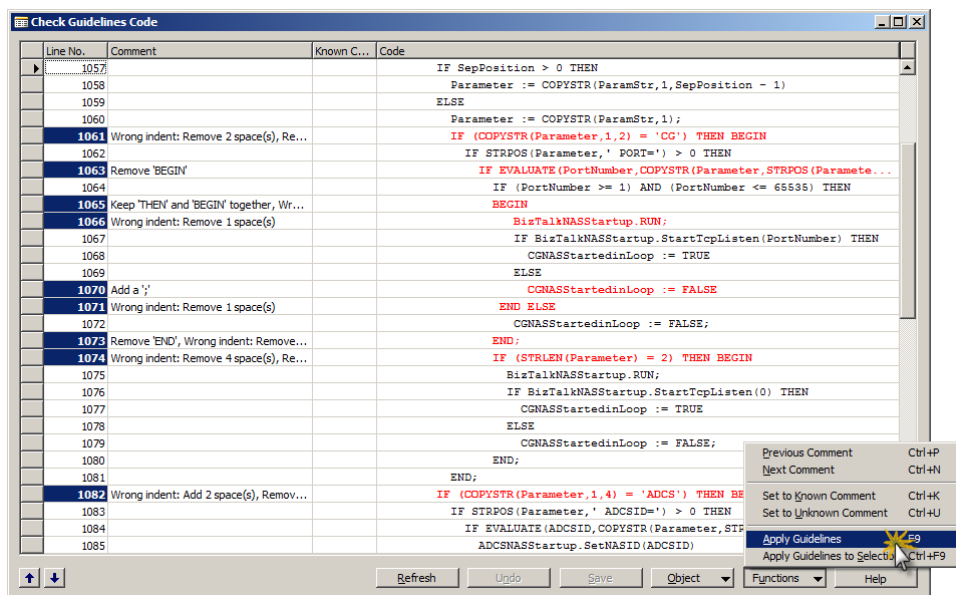 Check Guidelines Code
Line No. Comment Known C... Code
1057 IF SepPosition > 0 THEN
1058 Parameter := COPYSTR(ParamStr,1,SepPosition - 1)
1059 ELSE
1060 Parameter := COPYSTR(ParamStr,1);
1061 Wrong indent: Remove 2 space(s), Re... IF (COPYSTR(Parameter,1,2) = 'CG') THEN BEGIN
1062 IF STRPOS(Parameter,' PORT=') > 0 THEN
1063 Remove 'BEGIN' IF EVALUATE(PortNumber,COPYSTR(Parameter,STRPOS(Paramete...
1064 IF (PortNumber >= 1) AND (PortNumber <= 65535) THEN
1065 Keep 'THEN' and 'BEGIN' together, Wr... BEGIN
1066 Wrong indent: Remove 1 space(s) BizTalkNASStartup.RUN;
1067 IF BizTalkNASStartup.StartTcpListen(PortNumber) THEN
1068 CGNASStartedinLoop := TRUE
1069 ELSE
1070 Add a ';' CGNASStartedinLoop := FALSE
1071 Wrong indent: Remove 1 space(s) END ELSE
1072 CGNASStartedinLoop := FALSE;
1073 Remove 'END', Wrong indent: Remove... END;
1074 Wrong indent: Remove 4 space(s), Re... IF (STRLEN(Parameter) = 2) THEN BEGIN
1075 BizTalkNASStartup.RUN;
1076 IF BizTalkNASStartup.StartTcpListen(0) THEN
1077 CGNASStartedinLoop := TRUE
1078 ELSE
1079 CGNASStartedinLoop := FALSE;
1080 END;
1081 END;
1082 Wrong indent: Add 2 space(s), Remov... IF (COPYSTR(Parameter,1,4) = 'ADCS') THEN BE
1083 IF STRPOS(Parameter,' ADCSID=') > 0 THEN
1084 IF EVALUATE(ADCSID,COPYSTR(Parameter,STR
1085 ADCSNASStartup.SetNASID(ADCSID)
Previous Comment Ctrl+P
Next Comment Ctrl+N
Set to Known Comment Ctrl+K
Set to Unknown Comment Ctrl+U
Apply Guidelines F9
Apply Guidelines to Selectio Ctrl+F9
Refresh Undo Save Object Functions Help